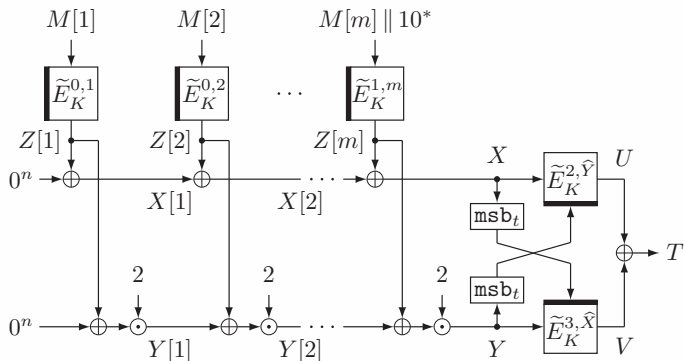 M[1] M[2] M[m] ∥ 10*
Ẽ_K^{0,1} Ẽ_K^{0,2} ··· Ẽ_K^{1,m}
Z[1] Z[2] Z[m]
0^n X[1] X[2] ··· X Ẽ_K^{2,Ŷ} U
msb_t
T
2 2 2 msb_t
0^n Y[1] Y[2] ··· Y Ẽ_K^{3,X̂} V